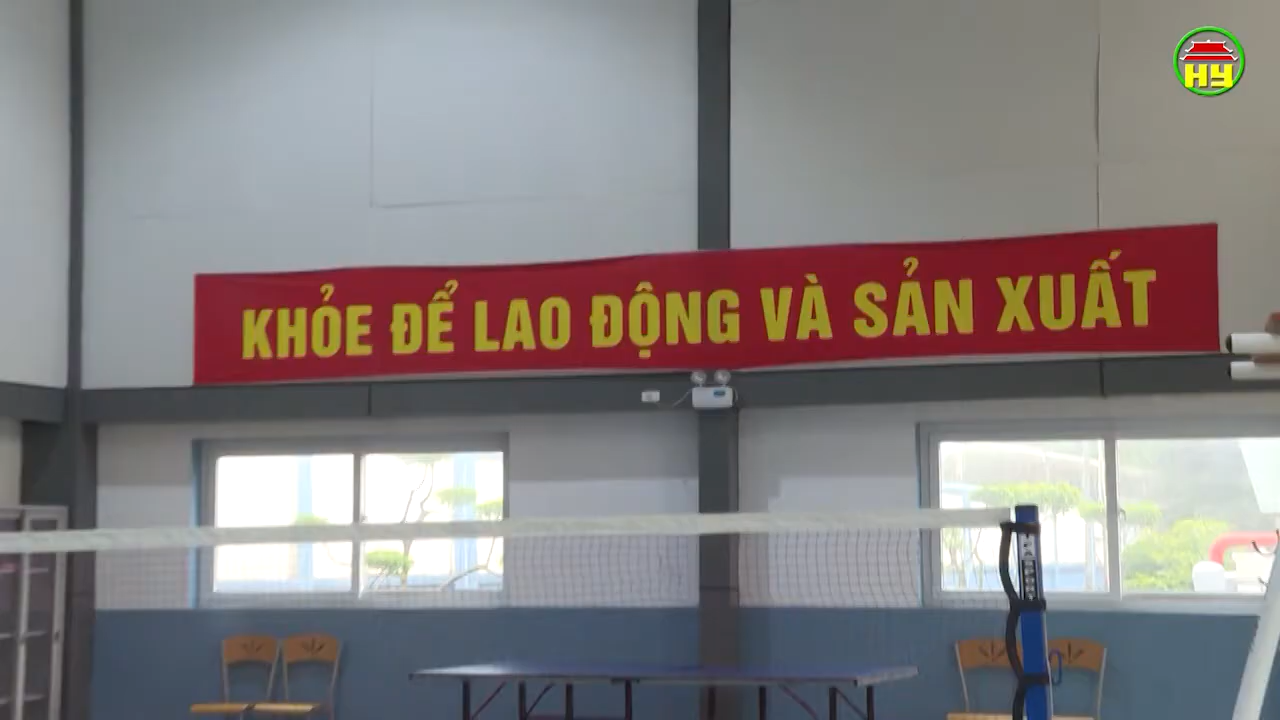 HY
KHỎE ĐỂ LAO ĐỘNG VÀ SẢN XUẤT